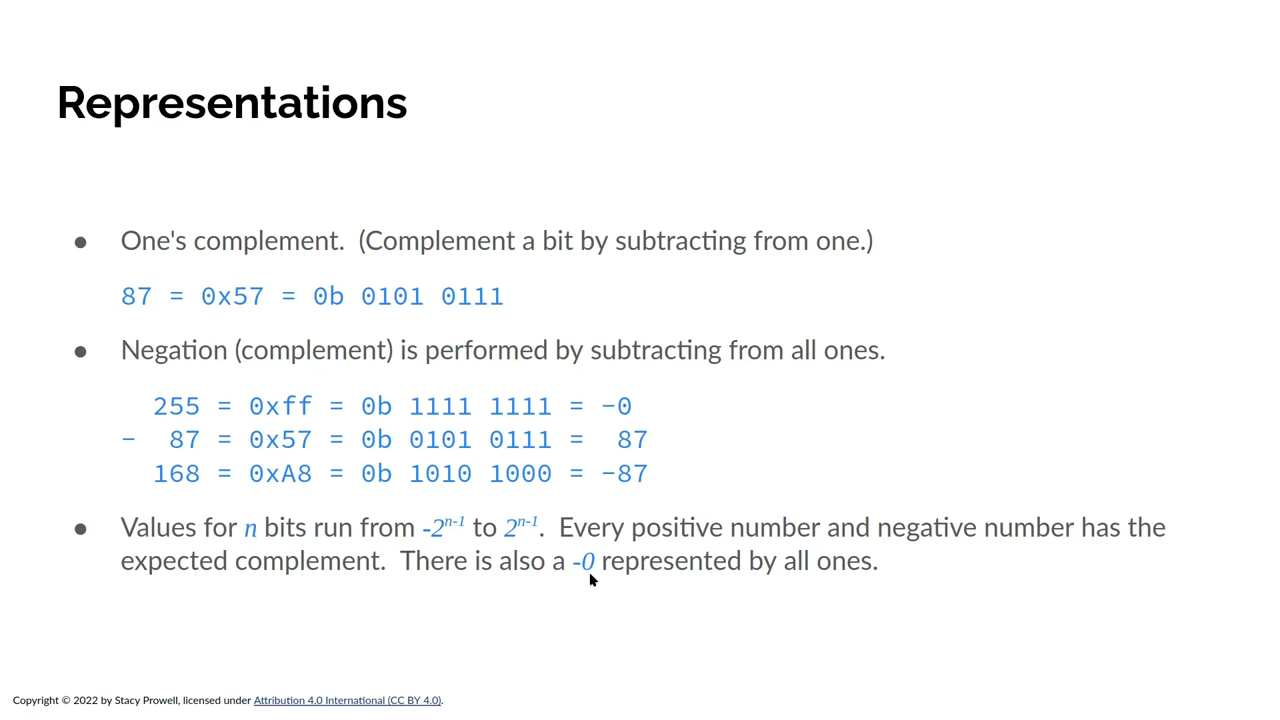 Representations
● One's complement.  (Complement a bit by subtracting from one.)
87 = 0x57 = 0b 0101 0111
● Negation (complement) is performed by subtracting from all ones.
255 = 0xff = 0b 1111 1111 = −0
−  87 = 0x57 = 0b 0101 0111 =  87
168 = 0xA8 = 0b 1010 1000 = −87
● Values for n bits run from -2ⁿ⁻¹ to 2ⁿ⁻¹.  Every positive number and negative number has the
expected complement.  There is also a -0 represented by all ones.
Copyright © 2022 by Stacy Prowell, licensed under Attribution 4.0 International (CC BY 4.0).